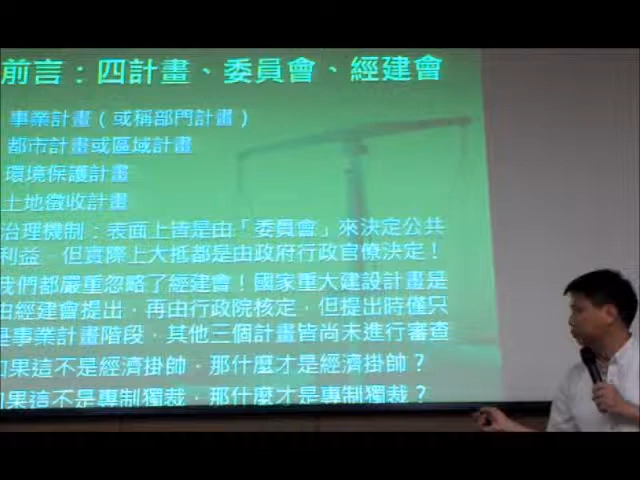 前言：四計畫、委員會、經建會
事業計畫（或稱部門計畫）
都市計畫或區域計畫
環境保護計畫
土地徵收計畫
治理機制：表面上皆是由「委員會」來決定公共
利益，但實際上大抵都是由政府行政官僚決定！
我們都嚴重忽略了經建會！國家重大建設計畫是
由經建會提出，再由行政院核定，但提出時僅只
是事業計畫階段，其他三個計畫皆尚未進行審查
如果這不是經濟掛帥，那什麼才是經濟掛帥？
如果這不是專制獨裁，那什麼才是專制獨裁？